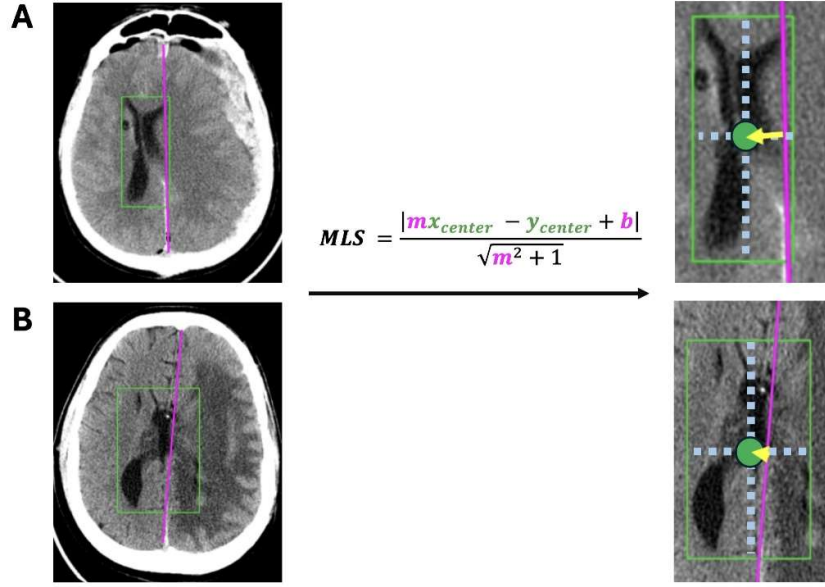 A
MLS = |mx_center − y_center + b| / √(m² + 1)
B